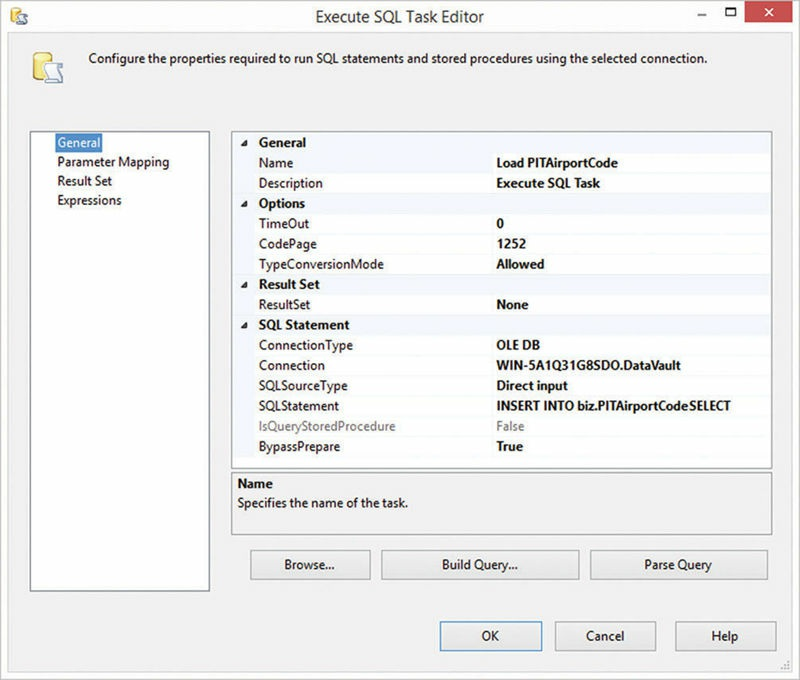 Execute SQL Task Editor
Configure the properties required to run SQL statements and stored procedures using the selected connection.
General
Parameter Mapping
Result Set
Expressions
General
Name Load PITAirportCode
Description Execute SQL Task
Options
TimeOut 0
CodePage 1252
TypeConversionMode Allowed
Result Set
ResultSet None
SQL Statement
ConnectionType OLE DB
Connection WIN-5A1Q31G8SDO.DataVault
SQLSourceType Direct input
SQLStatement INSERT INTO biz.PITAirportCodeSELECT
IsQueryStoredProcedure False
BypassPrepare True
Name
Specifies the name of the task.
Browse... Build Query... Parse Query
OK Cancel Help